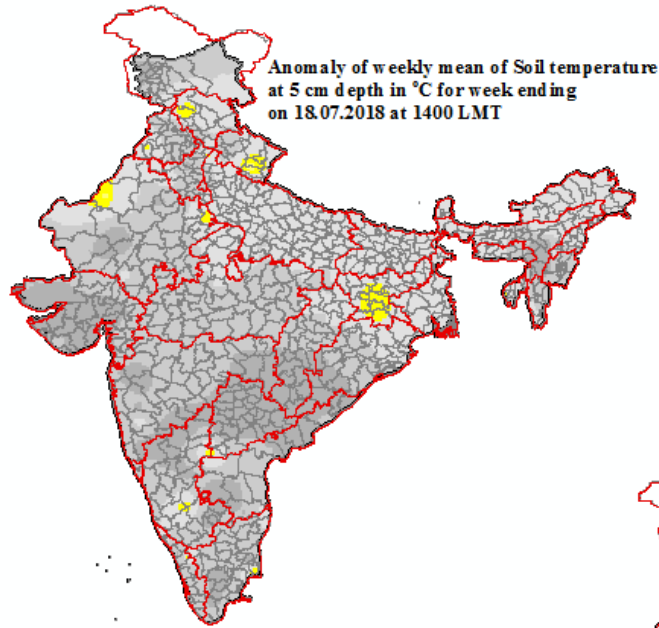 Anomaly of weekly mean of Soil temperature
at 5 cm depth in °C for week ending
on 18.07.2018 at 1400 LMT